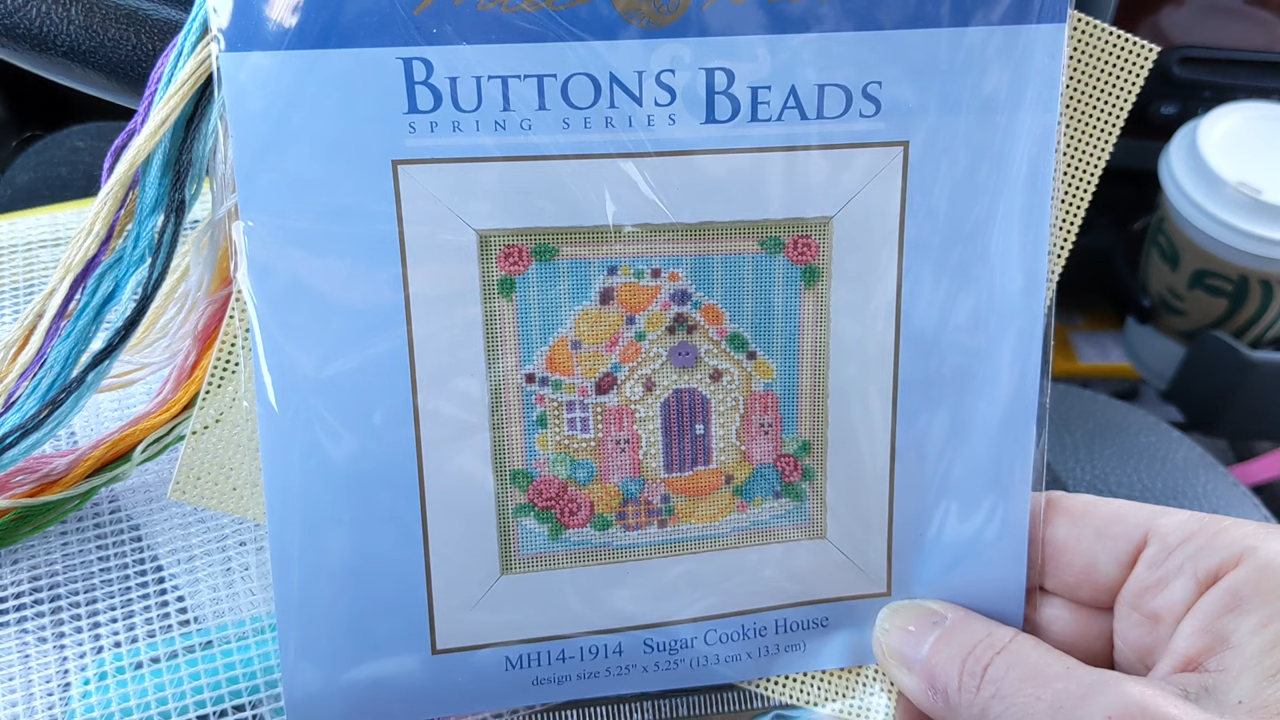 BUTTONS BEADS
SPRING SERIES
MH14-1914 Sugar Cookie House
design size 5.25" x 5.25" (13.3 cm x 13.3 cm)